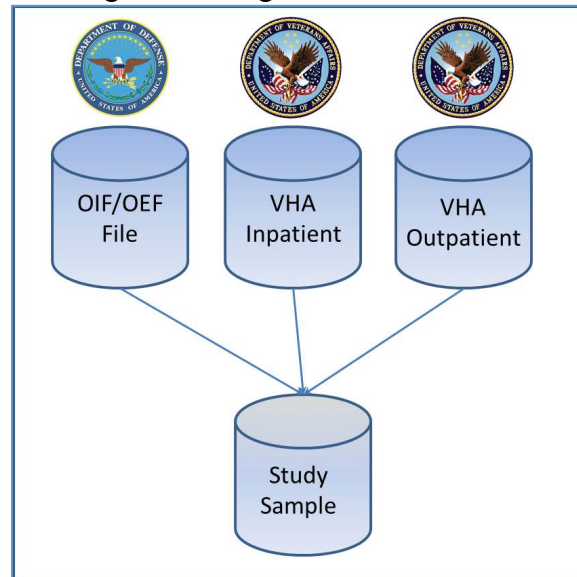 DEPARTMENT OF DEFENSE
UNITED STATES OF AMERICA
DEPARTMENT OF VETERANS AFFAIRS
UNITED STATES OF AMERICA
DEPARTMENT OF VETERANS AFFAIRS
UNITED STATES OF AMERICA
OIF/OEF
File
VHA
Inpatient
VHA
Outpatient
Study
Sample